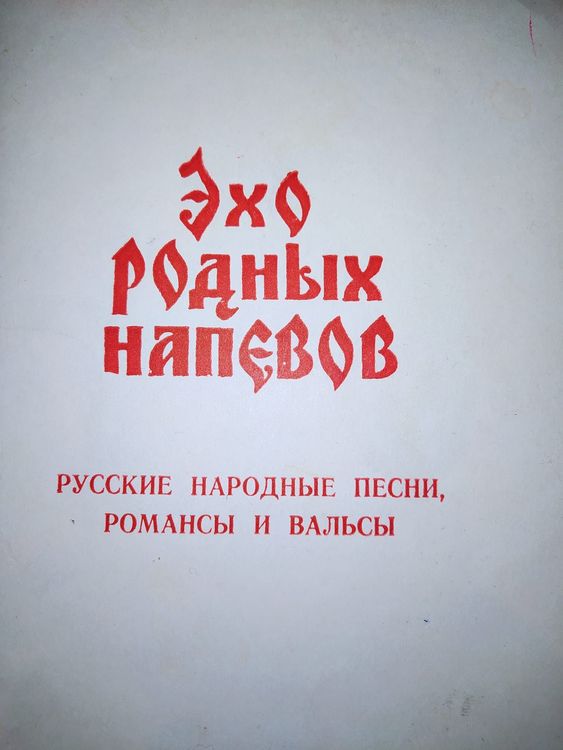 Эхо
родных
напевов
РУССКИЕ НАРОДНЫЕ ПЕСНИ,
РОМАНСЫ И ВАЛЬСЫ